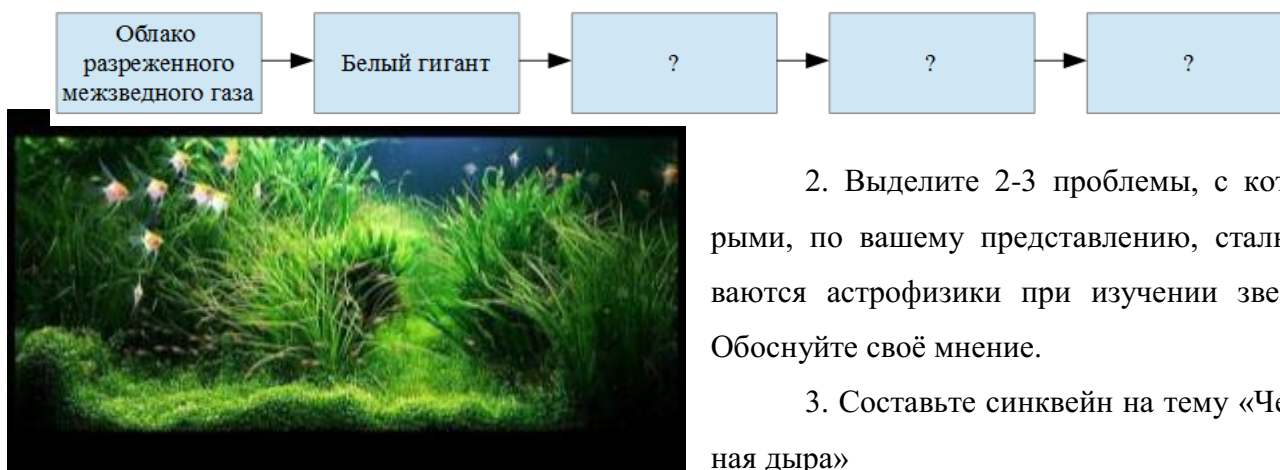 Облако
разреженного
межзведного газа
Белый гигант
?
?
?
2. Выделите 2-3 проблемы, с кот
рыми, по вашему представлению, сталь
ваются астрофизики при изучении зве
Обоснуйте своё мнение.
3. Составьте синквейн на тему «Че
ная дыра»